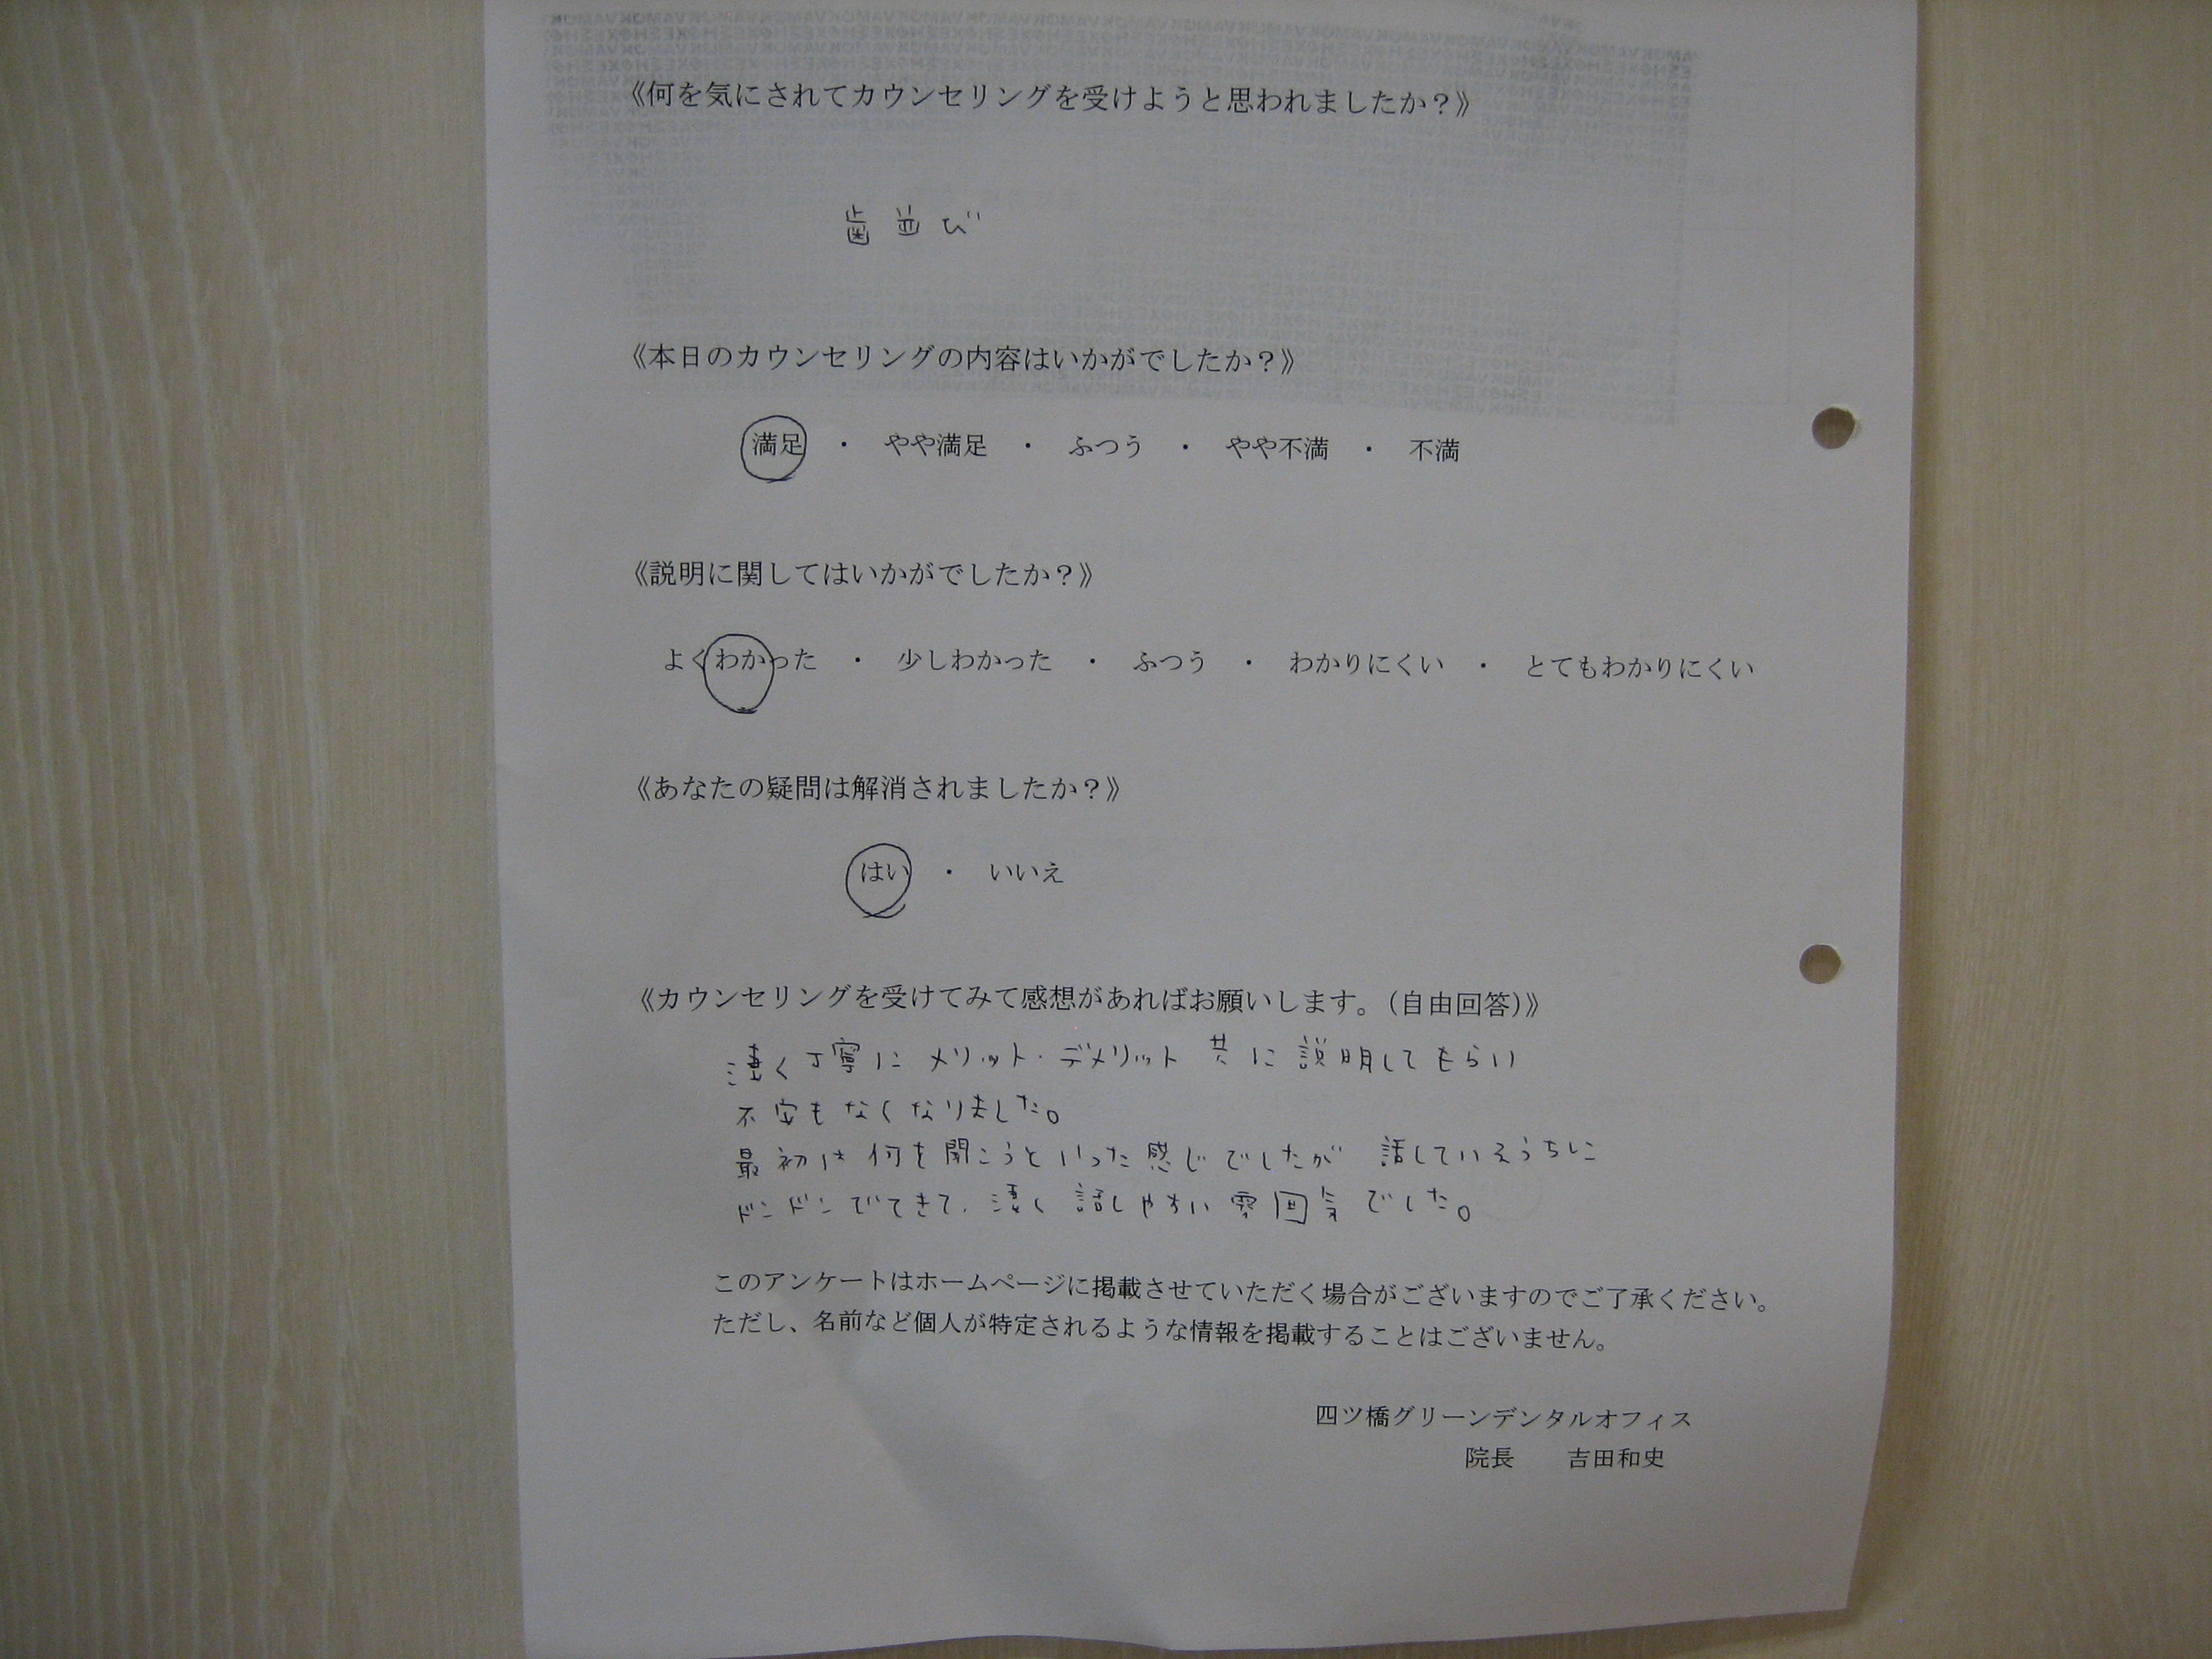 《何を気にされてカウンセリングを受けようと思われましたか？》
歯並び
《本日のカウンセリングの内容はいかがでしたか？》
満足　・　やや満足　・　ふつう　・　やや不満　・　不満
《説明に関してはいかがでしたか？》
よくわかった　・　少しわかった　・　ふつう　・　わかりにくい　・　とてもわかりにくい
《あなたの疑問は解消されましたか？》
はい　・　いいえ
《カウンセリングを受けてみて感想があればお願いします。（自由回答）》
凄く丁寧に メリット・デメリット 共に 説明してもらい
不安もなくなりました。
最初は 何を聞こうといった感じでしたが 話しているうちに
ドンドンでてきて、凄く 話しやすい 雰囲気でした。
このアンケートはホームページに掲載させていただく場合がございますのでご了承ください。
ただし、名前など個人が特定されるような情報を掲載することはございません。
四ツ橋グリーンデンタルオフィス
院長　　吉田和史